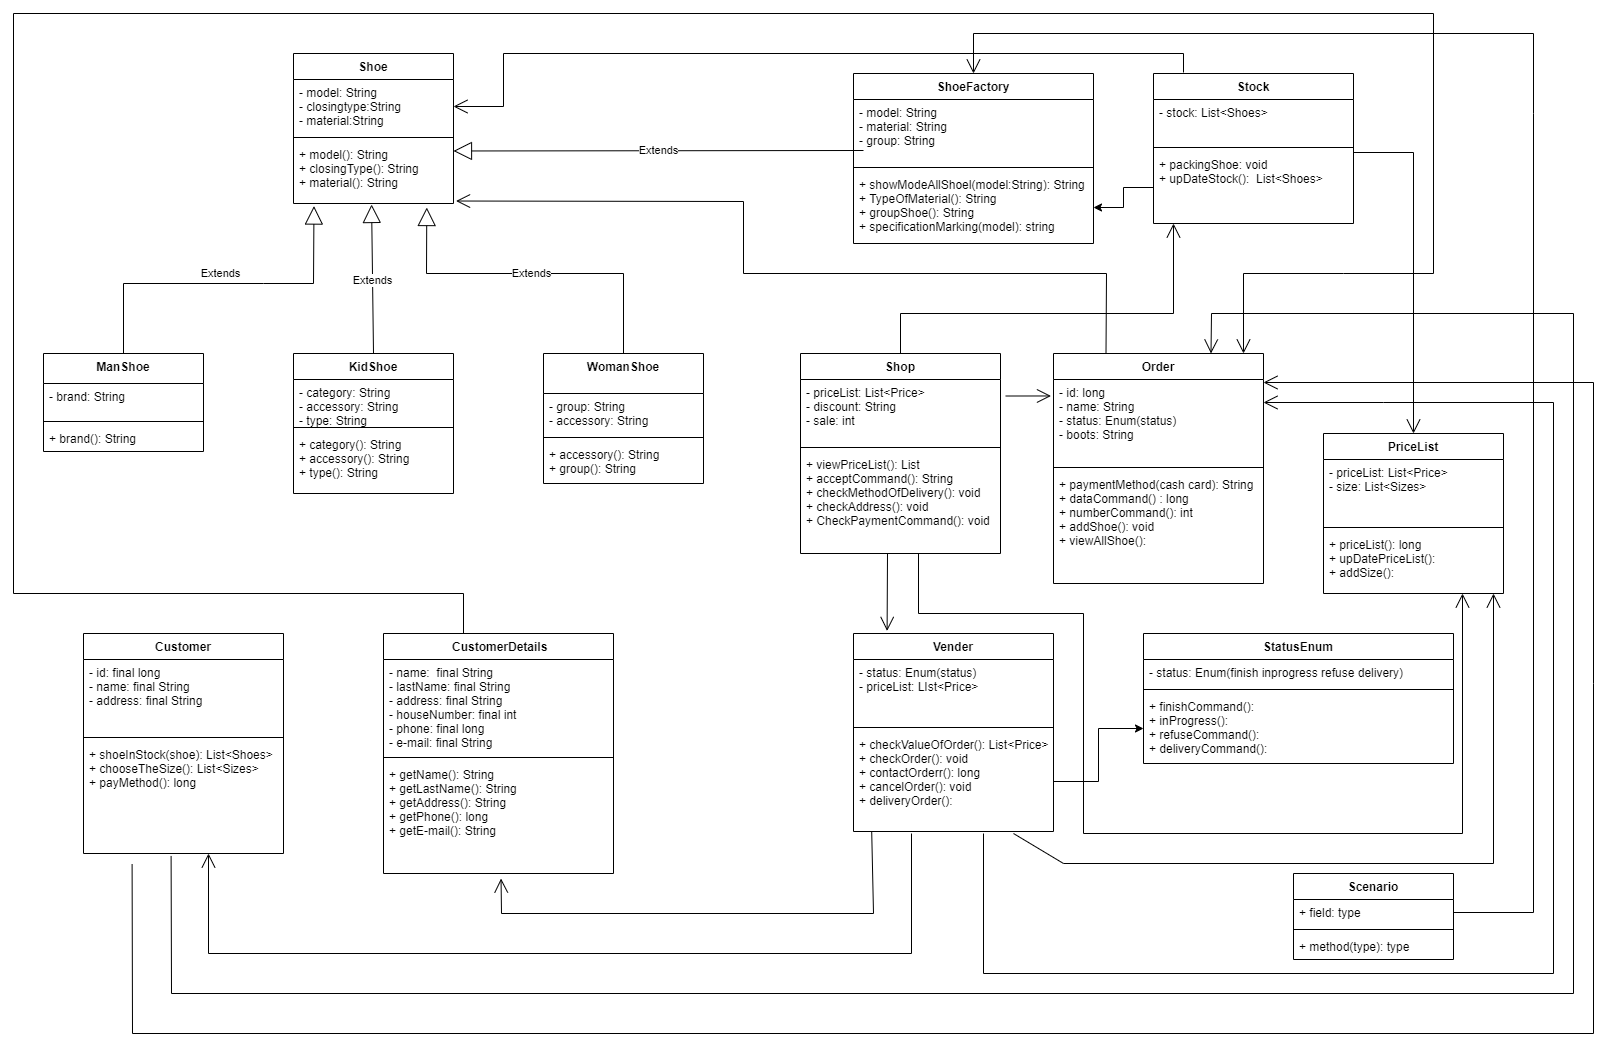 Shoe
- model: String
- closingtype:String
- material:String
+ model(): String
+ closingType(): String
+ material(): String
ShoeFactory
- model: String
- material: String
- group: String
+ showModeAllShoel(model:String): String
+ TypeOfMaterial(): String
+ groupShoe(): String
+ specificationMarking(model): string
Stock
- stock: List<Shoes>
+ packingShoe: void
+ upDateStock():  List<Shoes>
Extends
Extends
Extends
Extends
ManShoe
- brand: String
+ brand(): String
KidShoe
- category: String
- accessory: String
- type: String
+ category(): String
+ accessory(): String
+ type(): String
WomanShoe
- group: String
- accessory: String
+ accessory(): String
+ group(): String
Shop
- priceList: List<Price>
- discount: String
- sale: int
+ viewPriceList(): List
+ acceptCommand(): String
+ checkMethodOfDelivery(): void
+ checkAddress(): void
+ CheckPaymentCommand(): void
Order
- id: long
- name: String
- status: Enum(status)
- boots: String
+ paymentMethod(cash card): String
+ dataCommand() : long
+ numberCommand(): int
+ addShoe(): void
+ viewAllShoe():
PriceList
- priceList: List<Price>
- size: List<Sizes>
+ priceList(): long
+ upDatePriceList():
+ addSize():
Customer
- id: final long
- name: final String
- address: final String
+ shoeInStock(shoe): List<Shoes>
+ chooseTheSize(): List<Sizes>
+ payMethod(): long
CustomerDetails
- name:  final String
- lastName: final String
- address: final String
- houseNumber: final int
- phone: final long
- e-mail: final String
+ getName(): String
+ getLastName(): String
+ getAddress(): String
+ getPhone(): long
+ getE-mail(): String
Vender
- status: Enum(status)
- priceList: LIst<Price>
+ checkValueOfOrder(): List<Price>
+ checkOrder(): void
+ contactOrderr(): long
+ cancelOrder(): void
+ deliveryOrder():
StatusEnum
- status: Enum(finish inprogress refuse delivery)
+ finishCommand():
+ inProgress():
+ refuseCommand():
+ deliveryCommand():
Scenario
+ field: type
+ method(type): type